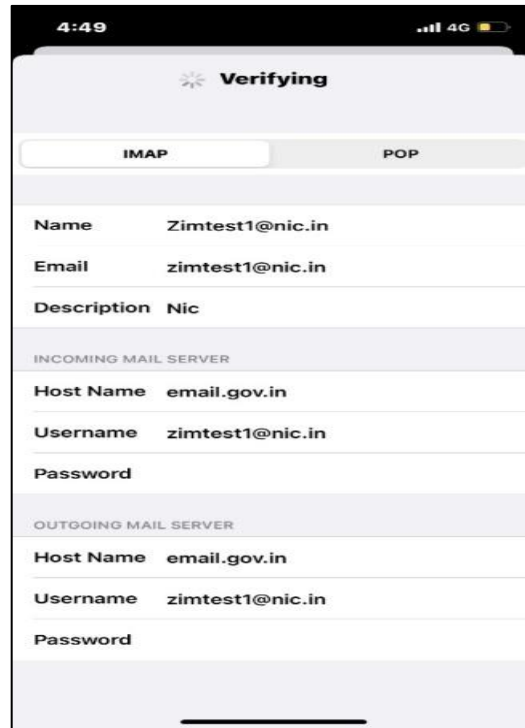 4:49 4G
Verifying
IMAP POP
Name Zimtest1@nic.in
Email zimtest1@nic.in
Description Nic
INCOMING MAIL SERVER
Host Name email.gov.in
Username zimtest1@nic.in
Password
OUTGOING MAIL SERVER
Host Name email.gov.in
Username zimtest1@nic.in
Password